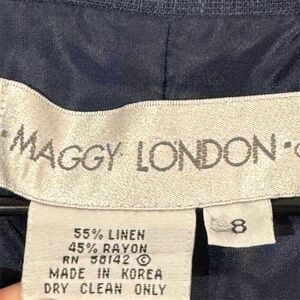 • MAGGY LONDON •
8
55% LINEN
45% RAYON
RN 58142 ©
MADE IN KOREA
DRY CLEAN ONLY